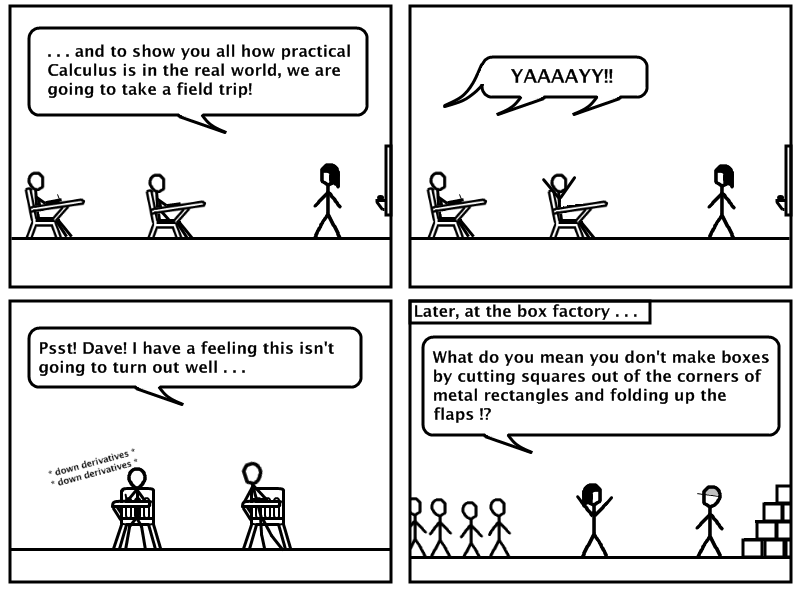 . . . and to show you all how practical
Calculus is in the real world, we are
going to take a field trip!
YAAAAYY!!
Psst! Dave! I have a feeling this isn't
going to turn out well . . .
* down derivatives *
* down derivatives *
Later, at the box factory . . .
What do you mean you don't make boxes
by cutting squares out of the corners of
metal rectangles and folding up the
flaps !?